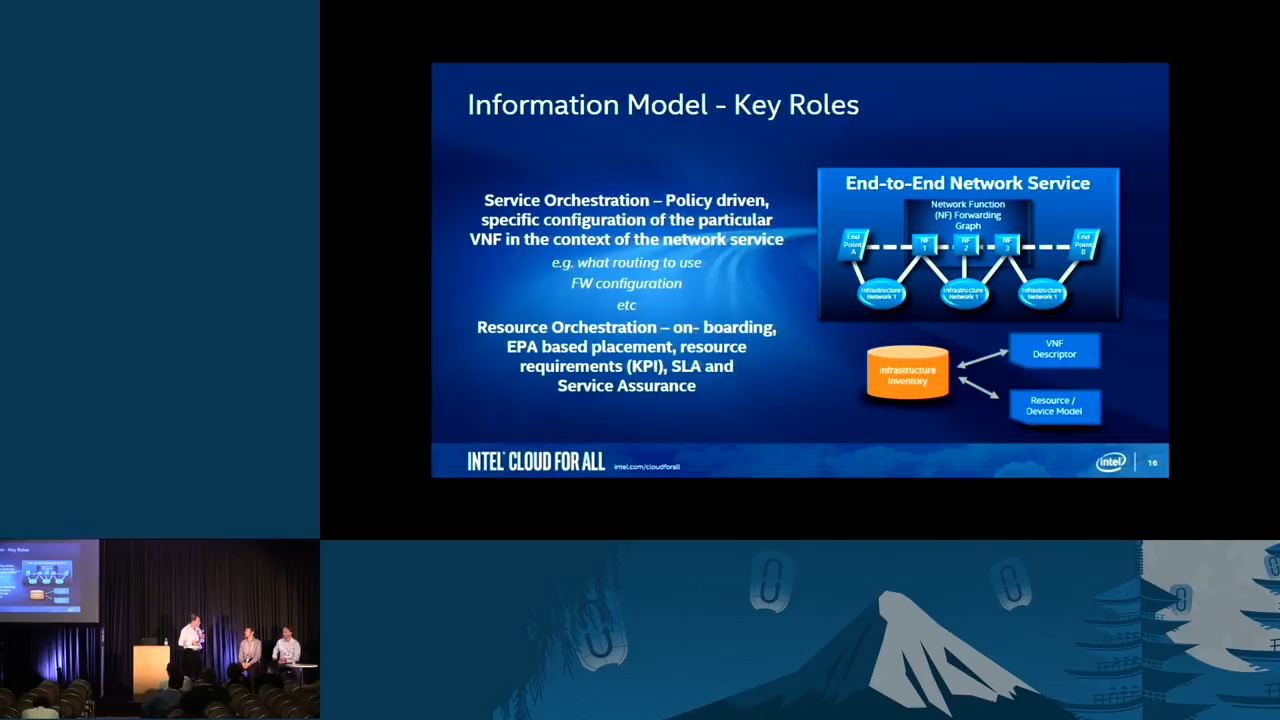 Information Model - Key Roles
Service Orchestration – Policy driven,
specific configuration of the particular
VNF in the context of the network service
e.g. what routing to use
FW configuration
etc
Resource Orchestration – on- boarding,
EPA based placement, resource
requirements (KPI), SLA and
Service Assurance
End-to-End Network Service
Network Function
(NF) Forwarding
Graph
End
Point
A
NF
1
NF
2
NF
3
End
Point
B
Infrastructure
Network 1
Infrastructure
Network 1
Infrastructure
Network 1
Infrastructure
Inventory
VNF
Descriptor
Resource /
Device Model
INTEL® CLOUD FOR ALL
intel.com/cloudforall
intel
16